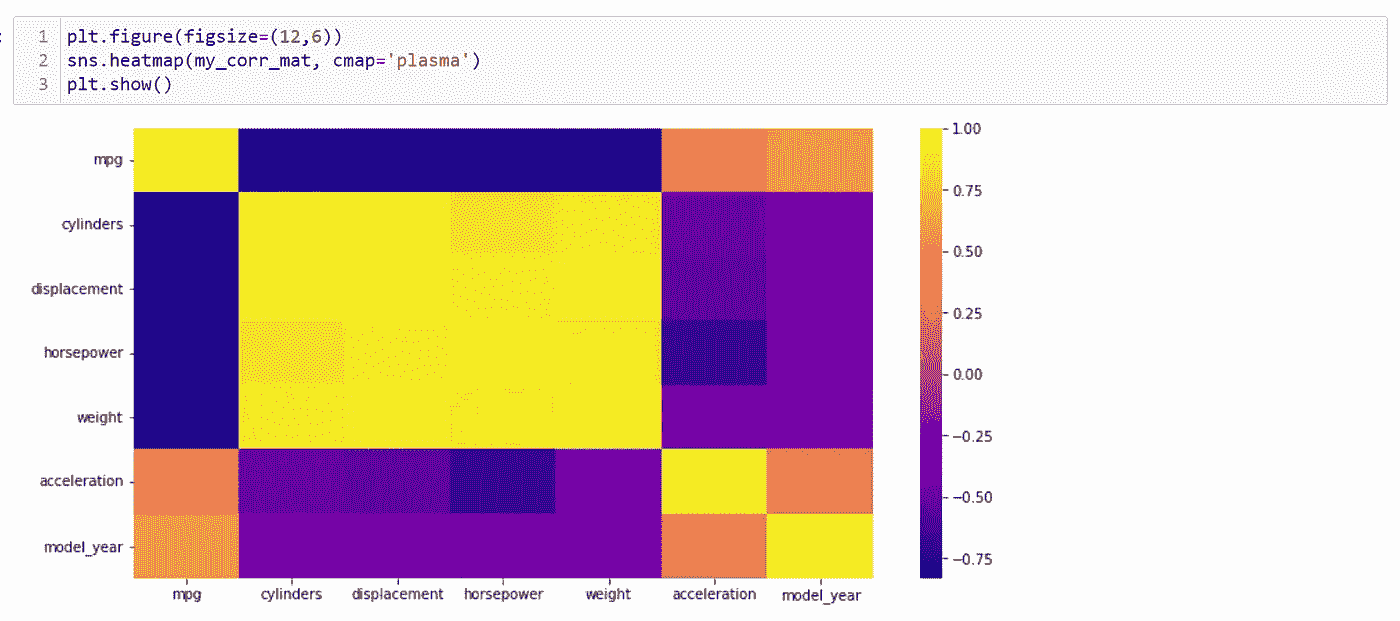 1 plt.figure(figsize=(12,6))
2 sns.heatmap(my_corr_mat, cmap='plasma')
3 plt.show()
mpg
cylinders
displacement
horsepower
weight
acceleration
model_year
mpg cylinders displacement horsepower weight acceleration model_year
1.00
0.75
0.50
0.25
0.00
−0.25
−0.50
−0.75